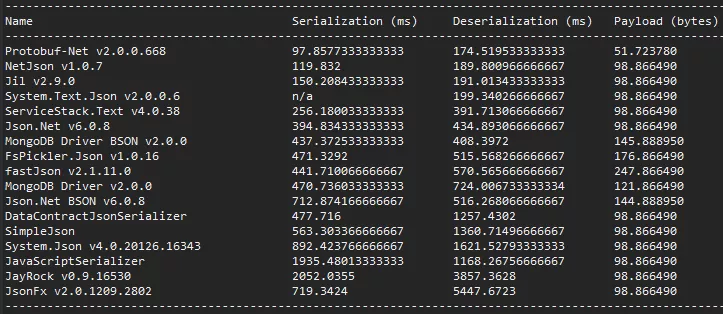 Name Serialization (ms) Deserialization (ms) Payload (bytes)
Protobuf-Net v2.0.0.668 97.8577333333333 174.519533333333 51.723780
NetJson v1.0.7 119.832 189.800966666667 98.866490
Jil v2.9.0 150.208433333333 191.013433333333 98.866490
System.Text.Json v2.0.0.6 n/a 199.340266666667 98.866490
ServiceStack.Text v4.0.38 256.180033333333 391.713066666667 98.866490
Json.Net v6.0.8 394.834333333333 434.893066666667 98.866490
MongoDB Driver BSON v2.0.0 437.372533333333 408.3972 145.888950
FsPickler.Json v1.0.16 471.3292 515.568266666667 176.866490
fastJson v2.1.11.0 441.710066666667 570.565666666667 247.866490
MongoDB Driver v2.0.0 470.736033333333 724.006733333334 121.866490
Json.Net BSON v6.0.8 712.874166666667 516.268066666667 144.888950
DataContractJsonSerializer 477.716 1257.4302 98.866490
SimpleJson 563.303366666667 1360.71496666667 98.866490
System.Json v4.0.20126.16343 892.423766666667 1621.52793333333 98.866490
JavaScriptSerializer 1935.48013333333 1168.26756666667 98.866490
JayRock v0.9.16530 2052.0355 3857.3628 98.866490
JsonFx v2.0.1209.2802 719.3424 5447.6723 98.866490